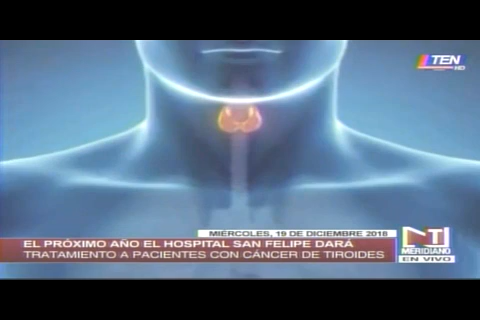 TEN
HD
MIÉRCOLES, 19 DE DICIEMBRE 2018
EL PRÓXIMO AÑO EL HOSPITAL SAN FELIPE DARÁ
TRATAMIENTO A PACIENTES CON CÁNCER DE TIROIDES
MERIDIANO
EN VIVO